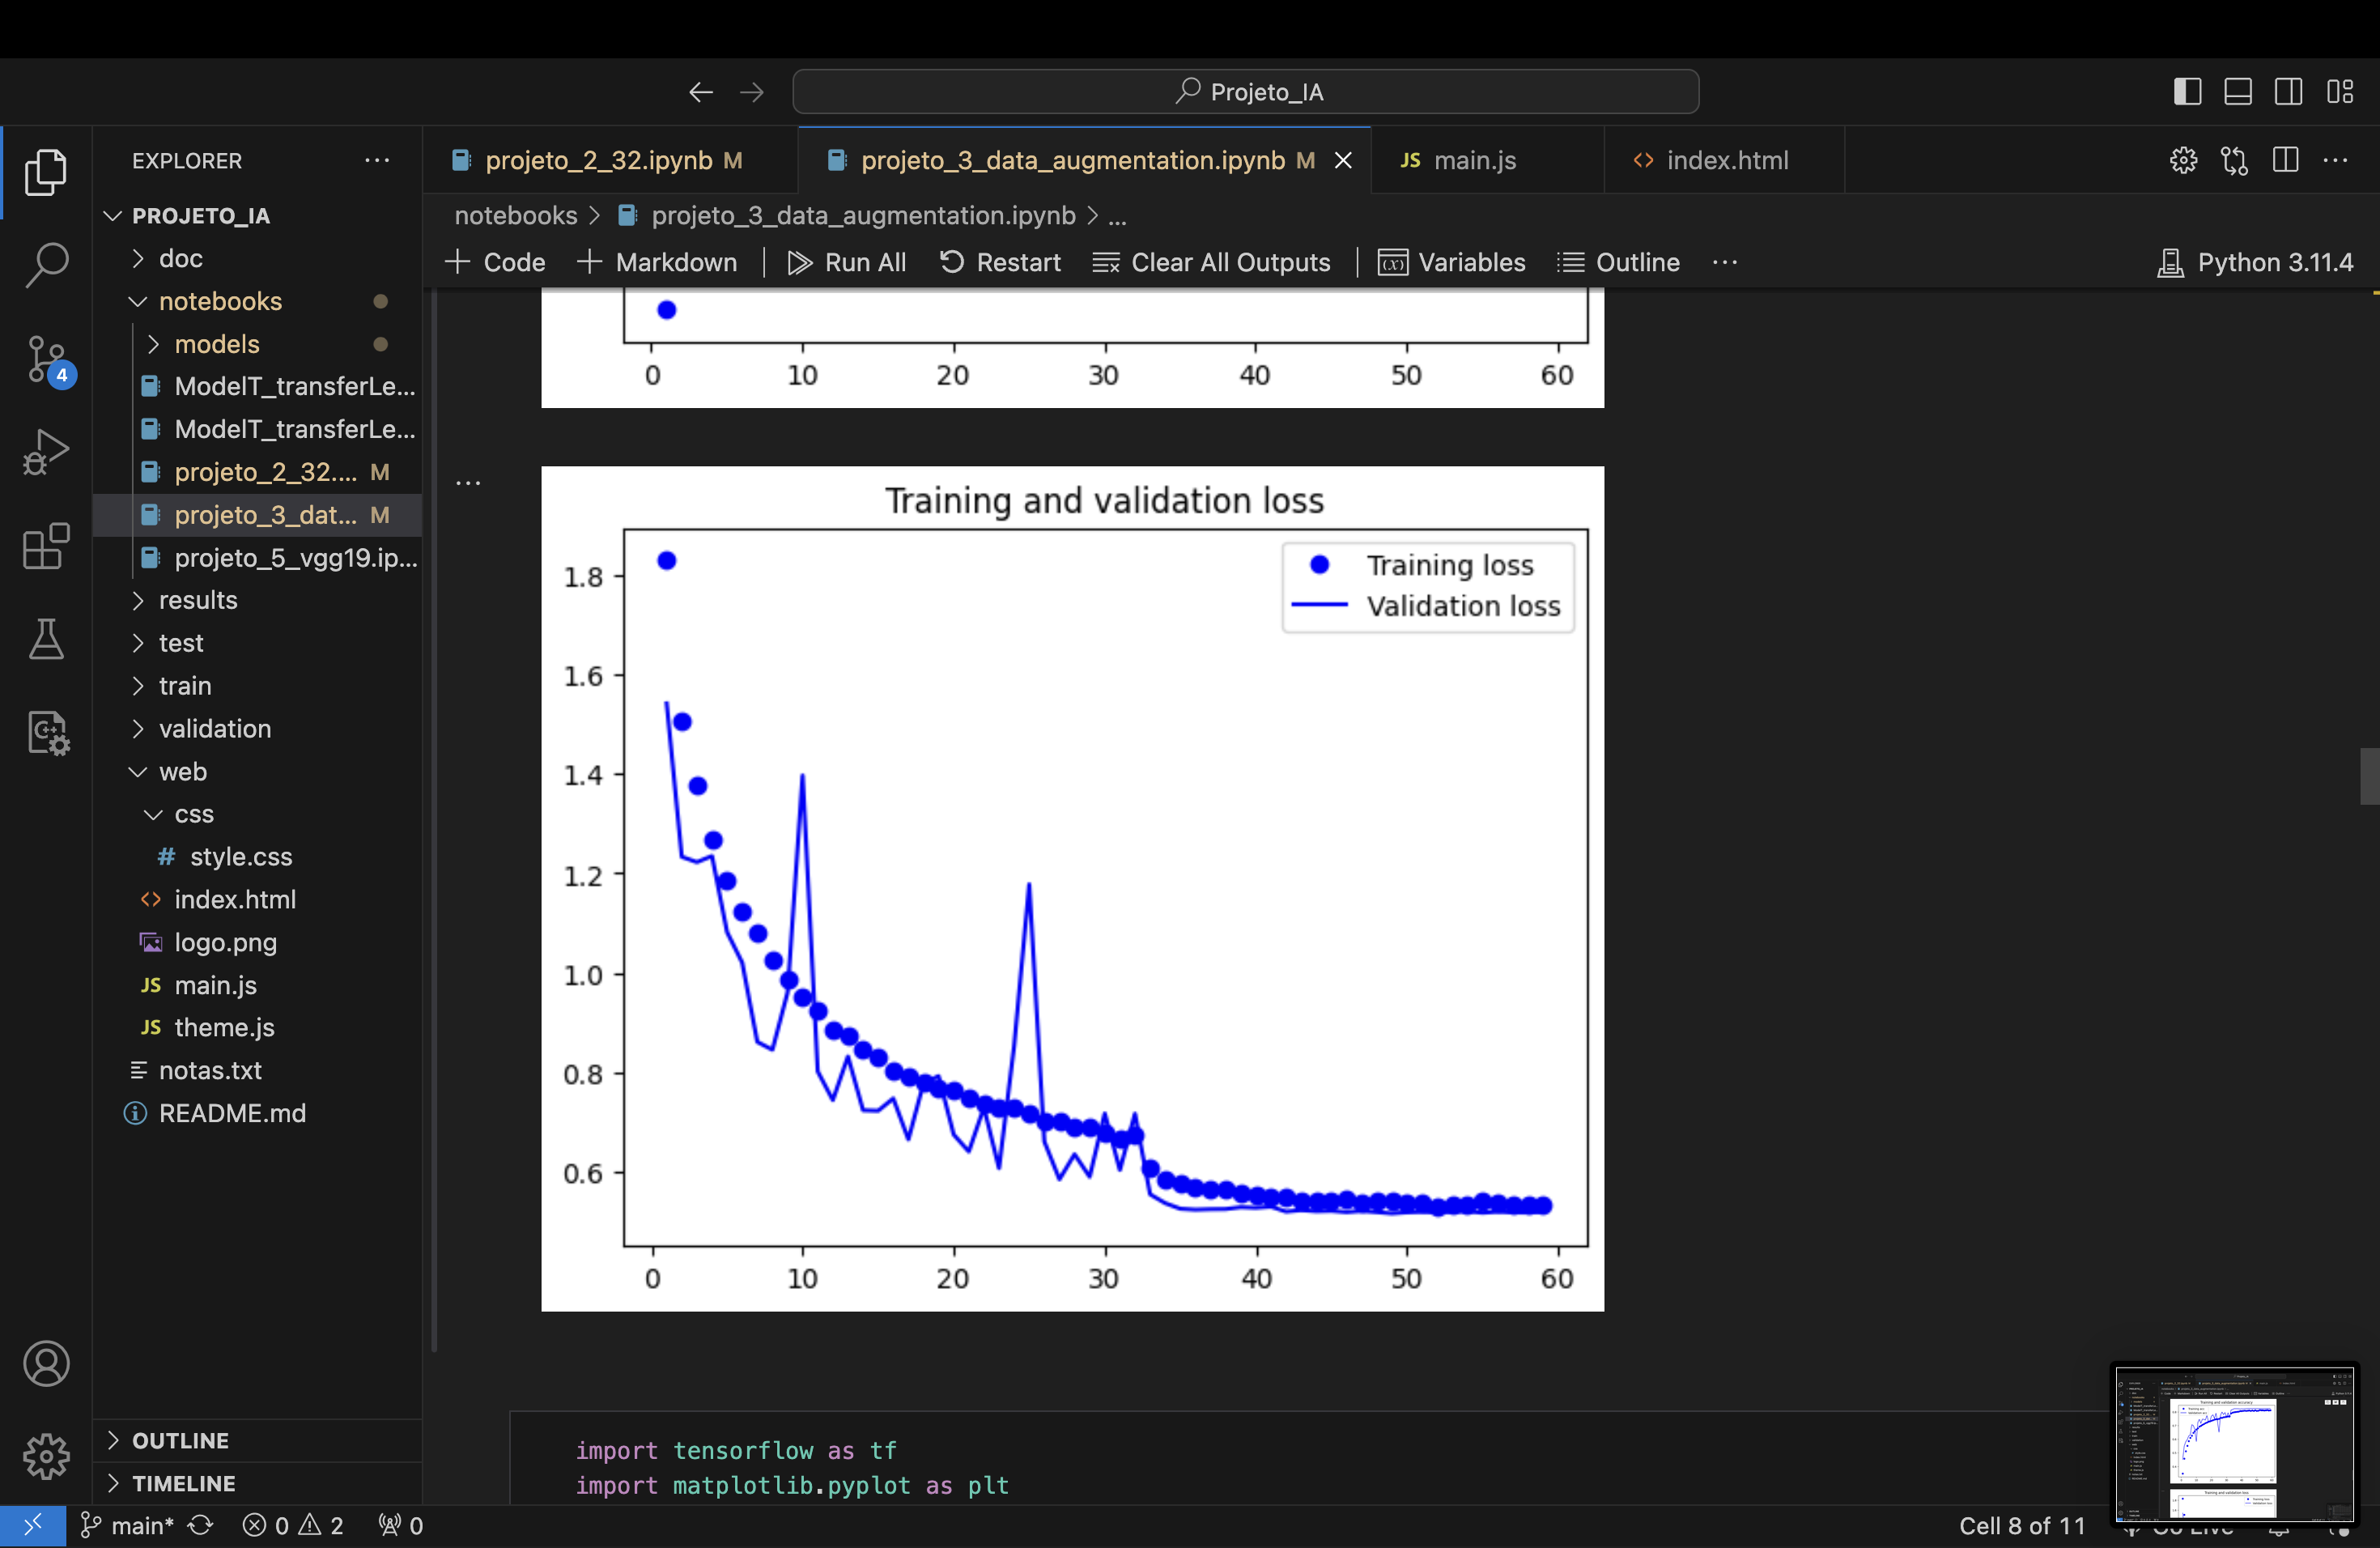 Projeto_IA
EXPLORER
projeto_2_32.ipynb M
projeto_3_data_augmentation.ipynb M
JS main.js
<> index.html
notebooks > projeto_3_data_augmentation.ipynb > ...
Code
Markdown
Run All
Restart
Clear All Outputs
Variables
Outline
Python 3.11.4
PROJETO_IA
doc
notebooks
models
ModelT_transferLe...
ModelT_transferLe...
projeto_2_32.... M
projeto_3_dat... M
projeto_5_vgg19.ip...
results
test
train
validation
web
css
# style.css
<> index.html
logo.png
JS main.js
JS theme.js
notas.txt
README.md
OUTLINE
TIMELINE
4
0 10 20 30 40 50 60
Training and validation loss
Training loss
Validation loss
1.8
1.6
1.4
1.2
1.0
0.8
0.6
0 10 20 30 40 50 60
import tensorflow as tf
import matplotlib.pyplot as plt
main* 0 2 0
Cell 8 of 11